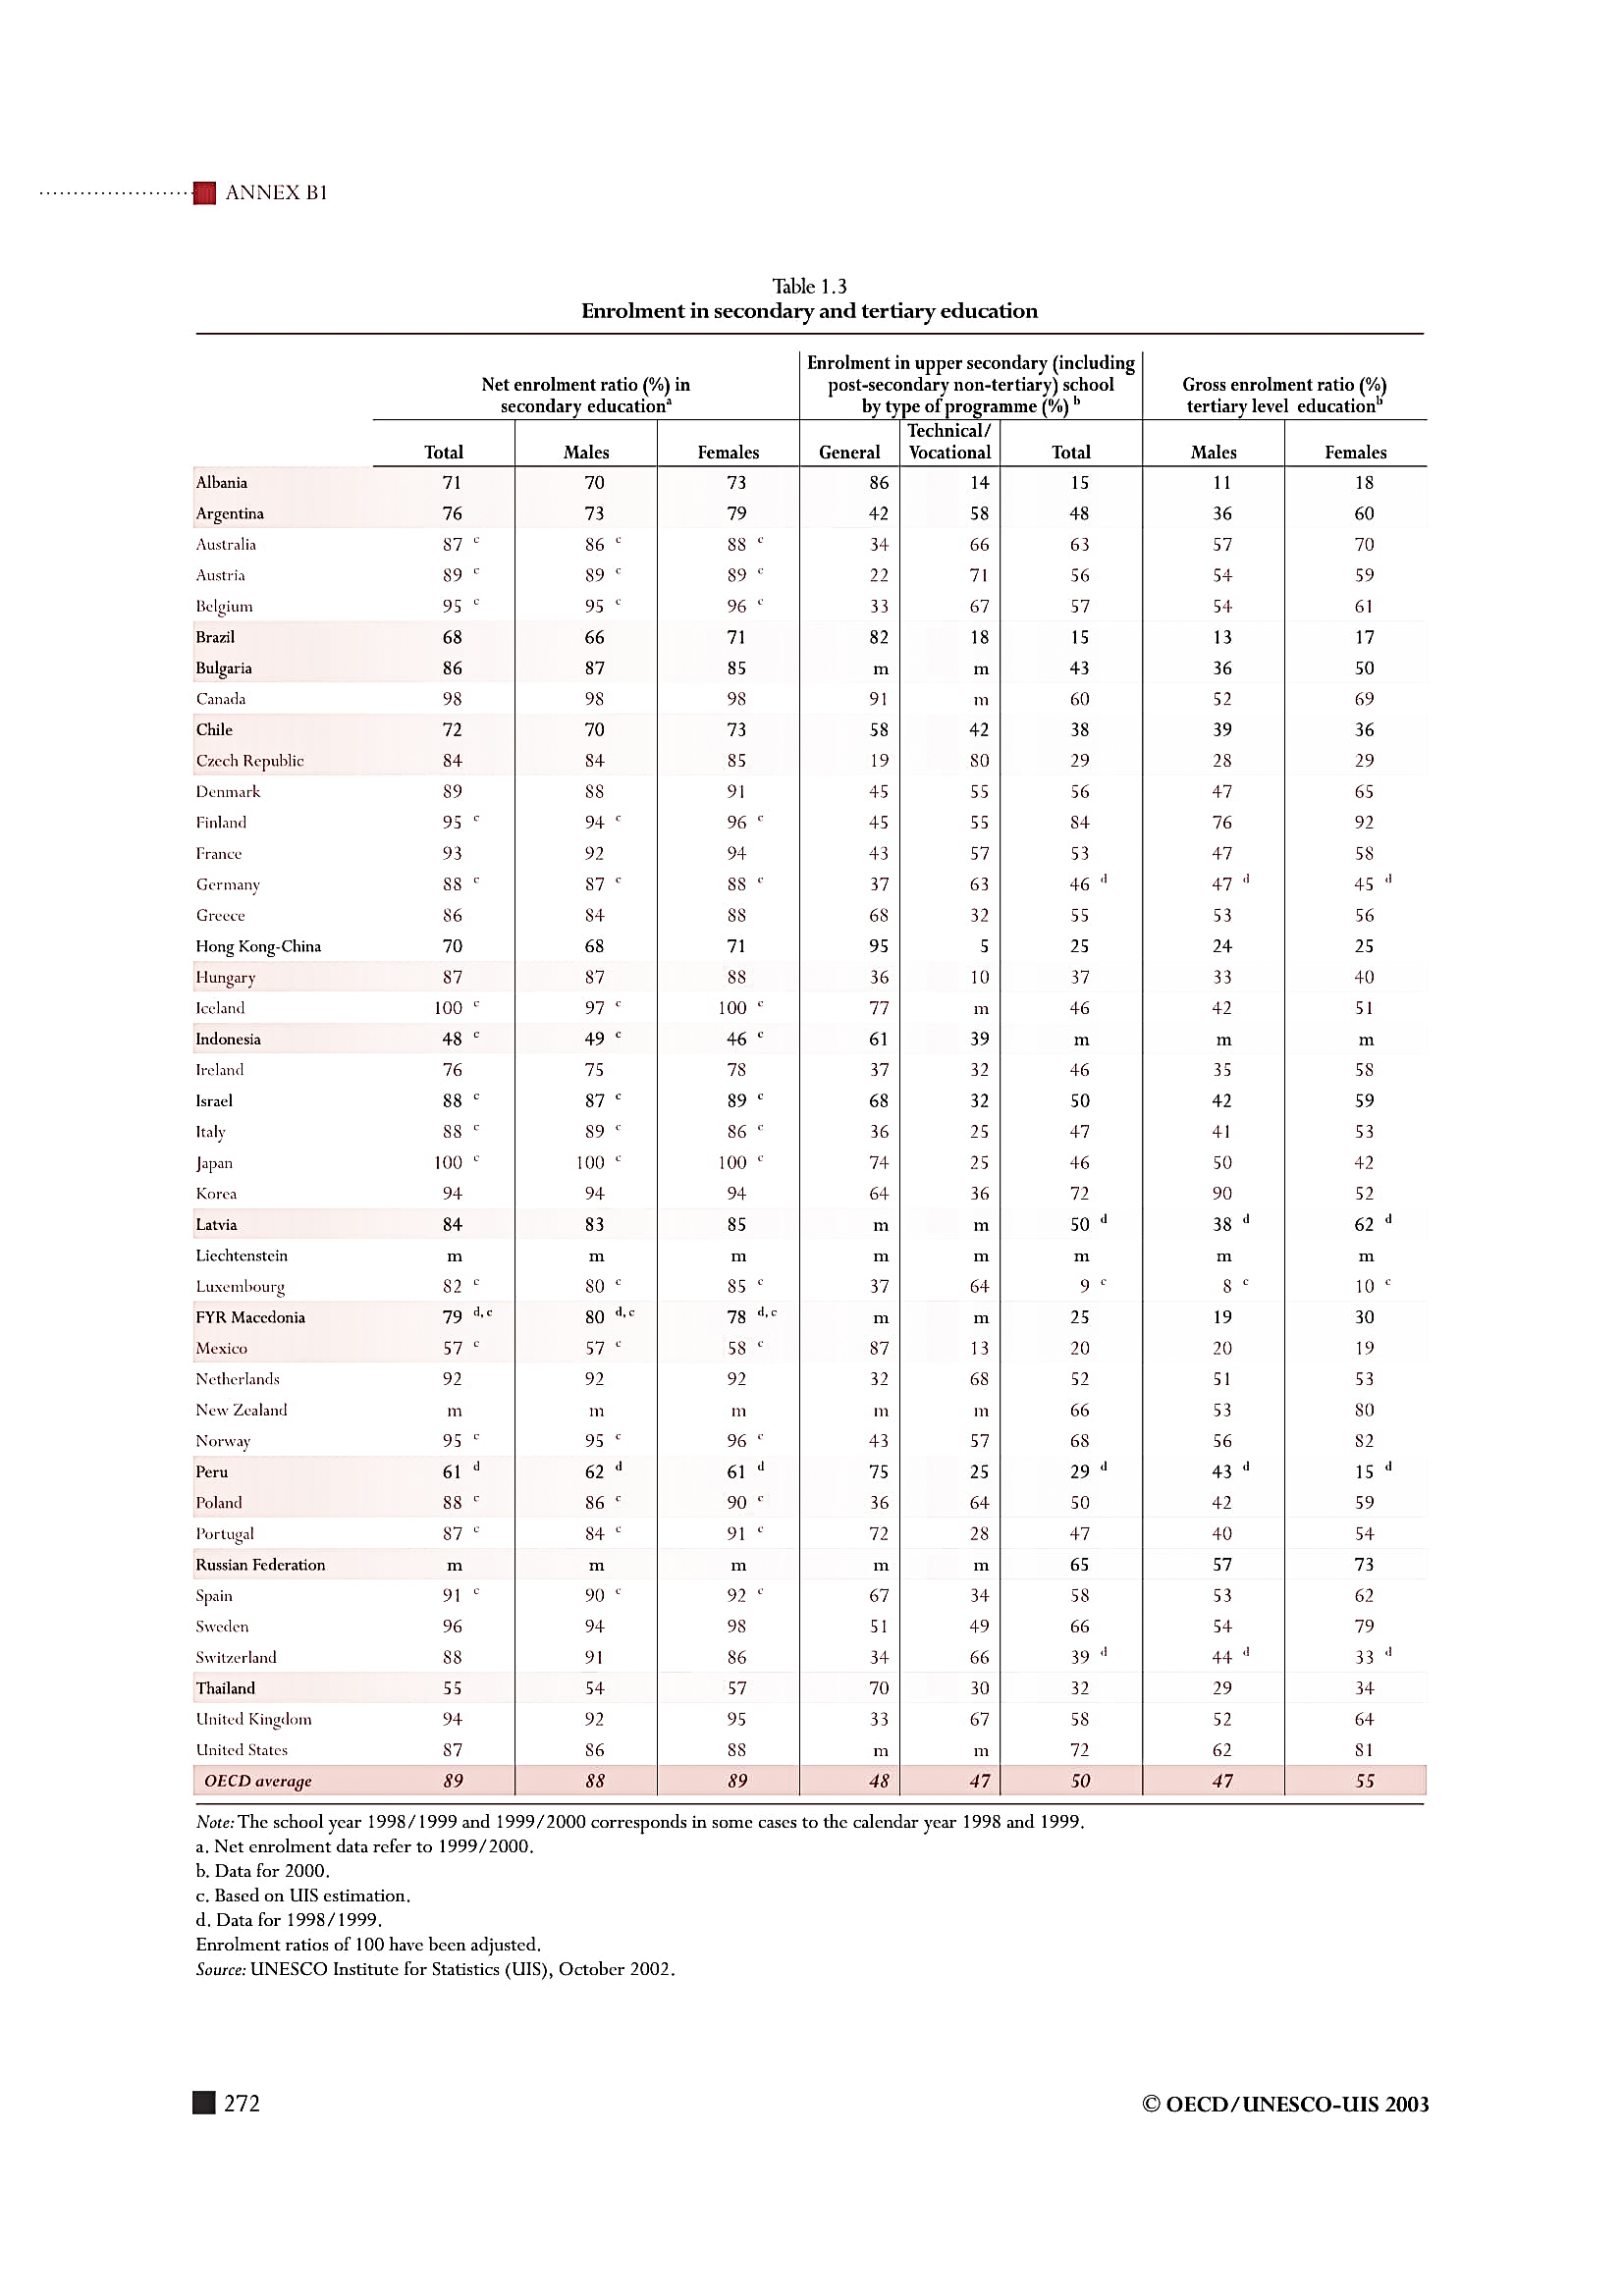 ANNEX B1
Table 1.3
Enrolment in secondary and tertiary education
Net enrolment ratio (%) in secondary educationᵃ
Enrolment in upper secondary (including post-secondary non-tertiary) school by type of programme (%) ᵇ
Gross enrolment ratio (%) tertiary level education ᵇ
Total Males Females General Technical/Vocational Total Males Females
Albania 71 70 73 86 14 15 11 18
Argentina 76 73 79 42 58 48 36 60
Australia 87 c 86 c 88 c 34 66 63 57 70
Austria 89 c 89 c 89 c 22 71 56 54 59
Belgium 95 c 95 c 96 c 33 67 57 54 61
Brazil 68 66 71 82 18 15 13 17
Bulgaria 86 87 85 m m 43 36 50
Canada 98 98 98 91 m 60 52 69
Chile 72 70 73 58 42 38 39 36
Czech Republic 84 84 85 19 80 29 28 29
Denmark 89 88 91 45 55 56 47 65
Finland 95 c 94 c 96 c 45 55 84 76 92
France 93 92 94 43 57 53 47 58
Germany 88 c 87 c 88 c 37 63 46 d 47 d 45 d
Greece 86 84 88 68 32 55 53 56
Hong Kong-China 70 68 71 95 5 25 24 25
Hungary 87 87 88 36 10 37 33 40
Iceland 100 c 97 c 100 c 77 m 46 42 51
Indonesia 48 c 49 c 46 c 61 39 m m m
Ireland 76 75 78 37 32 46 35 58
Israel 88 c 87 c 89 c 68 32 50 42 59
Italy 88 c 89 c 86 c 36 25 47 41 53
Japan 100 c 100 c 100 c 74 25 46 50 42
Korea 94 94 94 64 36 72 90 52
Latvia 84 83 85 m m 50 d 38 d 62 d
Liechtenstein m m m m m m m m
Luxembourg 82 c 80 c 85 c 37 64 9 c 8 c 10 c
FYR Macedonia 79 d, c 80 d, c 78 d, c m m 25 19 30
Mexico 57 c 57 c 58 c 87 13 20 20 19
Netherlands 92 92 92 32 68 52 51 53
New Zealand m m m m m 66 53 80
Norway 95 c 95 c 96 c 43 57 68 56 82
Peru 61 d 62 d 61 d 75 25 29 d 43 d 15 d
Poland 88 c 86 c 90 c 36 64 50 42 59
Portugal 87 c 84 c 91 c 72 28 47 40 54
Russian Federation m m m m m 65 57 73
Spain 91 c 90 c 92 c 67 34 58 53 62
Sweden 96 94 98 51 49 66 54 79
Switzerland 88 91 86 34 66 39 d 44 d 33 d
Thailand 55 54 57 70 30 32 29 34
United Kingdom 94 92 95 33 67 58 52 64
United States 87 86 88 m m 72 62 81
OECD average 89 88 89 48 47 50 47 55
Note: The school year 1998/1999 and 1999/2000 corresponds in some cases to the calendar year 1998 and 1999.
a. Net enrolment data refer to 1999/2000.
b. Data for 2000.
c. Based on UIS estimation.
d. Data for 1998/1999.
Enrolment ratios of 100 have been adjusted.
Source: UNESCO Institute for Statistics (UIS), October 2002.
272
© OECD/UNESCO-UIS 2003